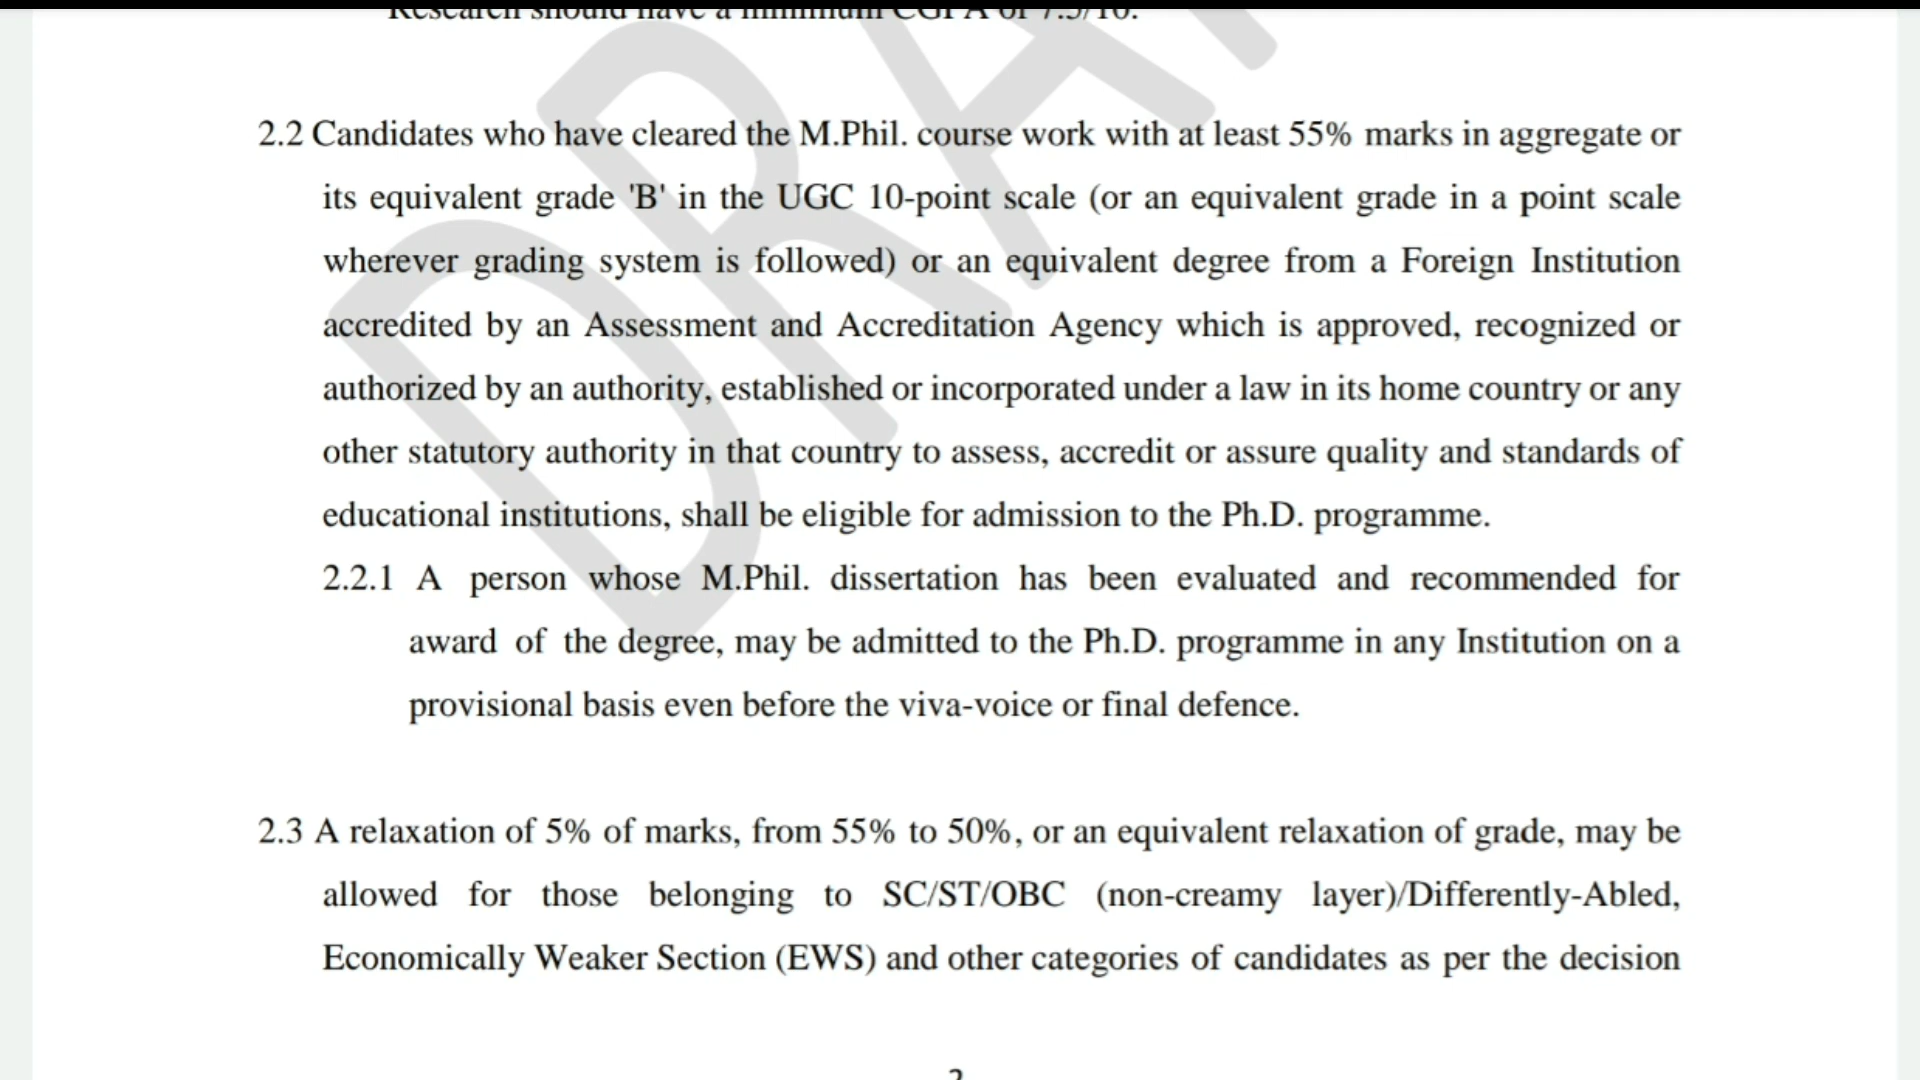 Research should have a minimum CGPA of 7.5/10.
2.2 Candidates who have cleared the M.Phil. course work with at least 55% marks in aggregate or
its equivalent grade 'B' in the UGC 10-point scale (or an equivalent grade in a point scale
wherever grading system is followed) or an equivalent degree from a Foreign Institution
accredited by an Assessment and Accreditation Agency which is approved, recognized or
authorized by an authority, established or incorporated under a law in its home country or any
other statutory authority in that country to assess, accredit or assure quality and standards of
educational institutions, shall be eligible for admission to the Ph.D. programme.
2.2.1 A person whose M.Phil. dissertation has been evaluated and recommended for
award of the degree, may be admitted to the Ph.D. programme in any Institution on a
provisional basis even before the viva-voice or final defence.
2.3 A relaxation of 5% of marks, from 55% to 50%, or an equivalent relaxation of grade, may be
allowed for those belonging to SC/ST/OBC (non-creamy layer)/Differently-Abled,
Economically Weaker Section (EWS) and other categories of candidates as per the decision